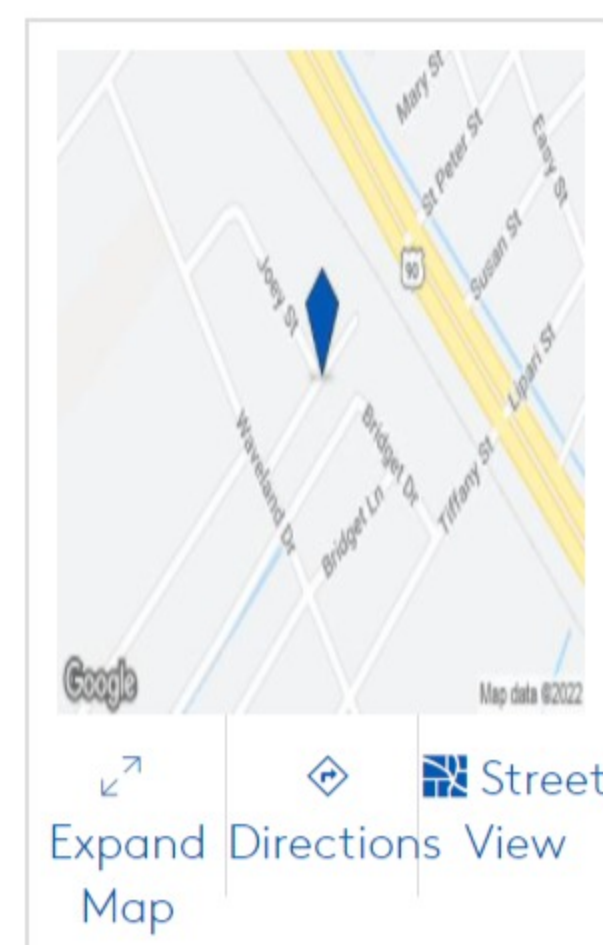 Mary St
St Peter St
Easy St
90
Susan St
Joey St
Lipari St
Bridget Dr
Waveland Dr
Tiffany St
Bridget Ln
Google
Map data ©2022
Expand Map
Directions
Street View